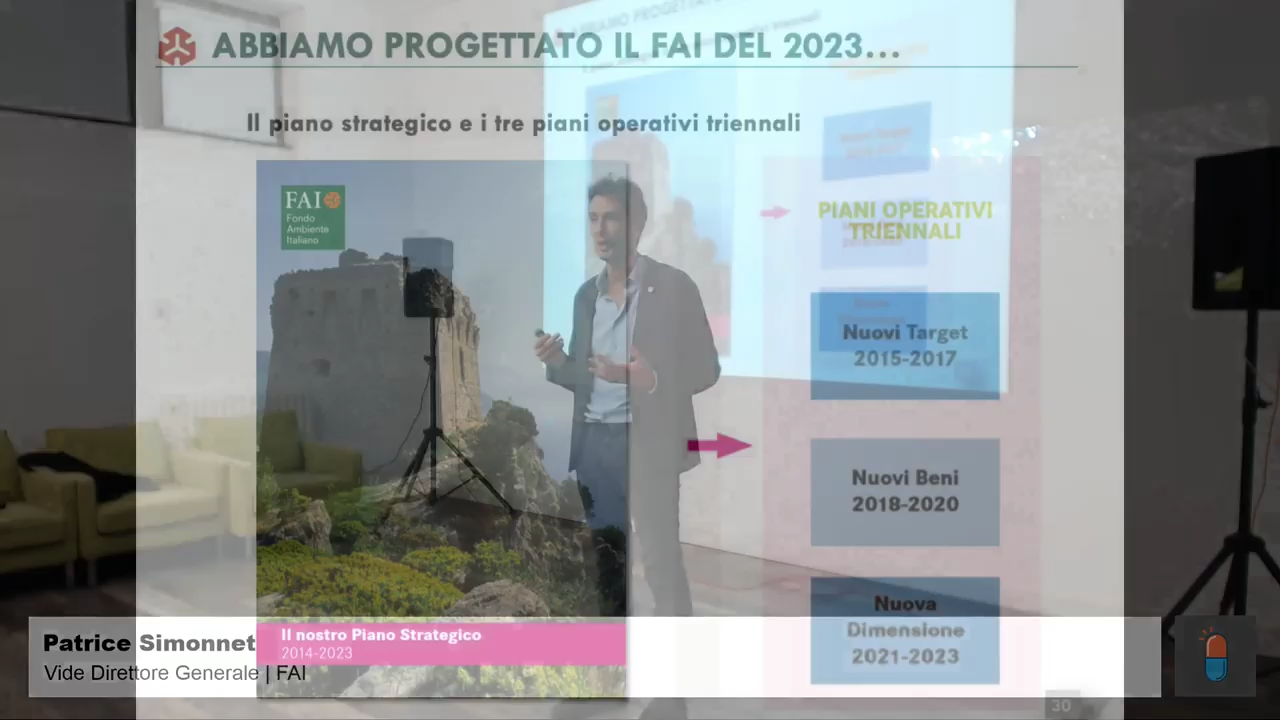 ABBIAMO PROGETTATO IL FAI DEL 2023...
Il piano strategico e i tre piani operativi triennali
FAI
Fondo
Ambiente
Italiano
PIANI OPERATIVI
TRIENNALI
Nuovi Target
2015-2017
Nuovi Beni
2018-2020
Nuova
Dimensione
2021-2023
Il nostro Piano Strategico
2014-2023
Patrice Simonnet
Vide Direttore Generale | FAI
30